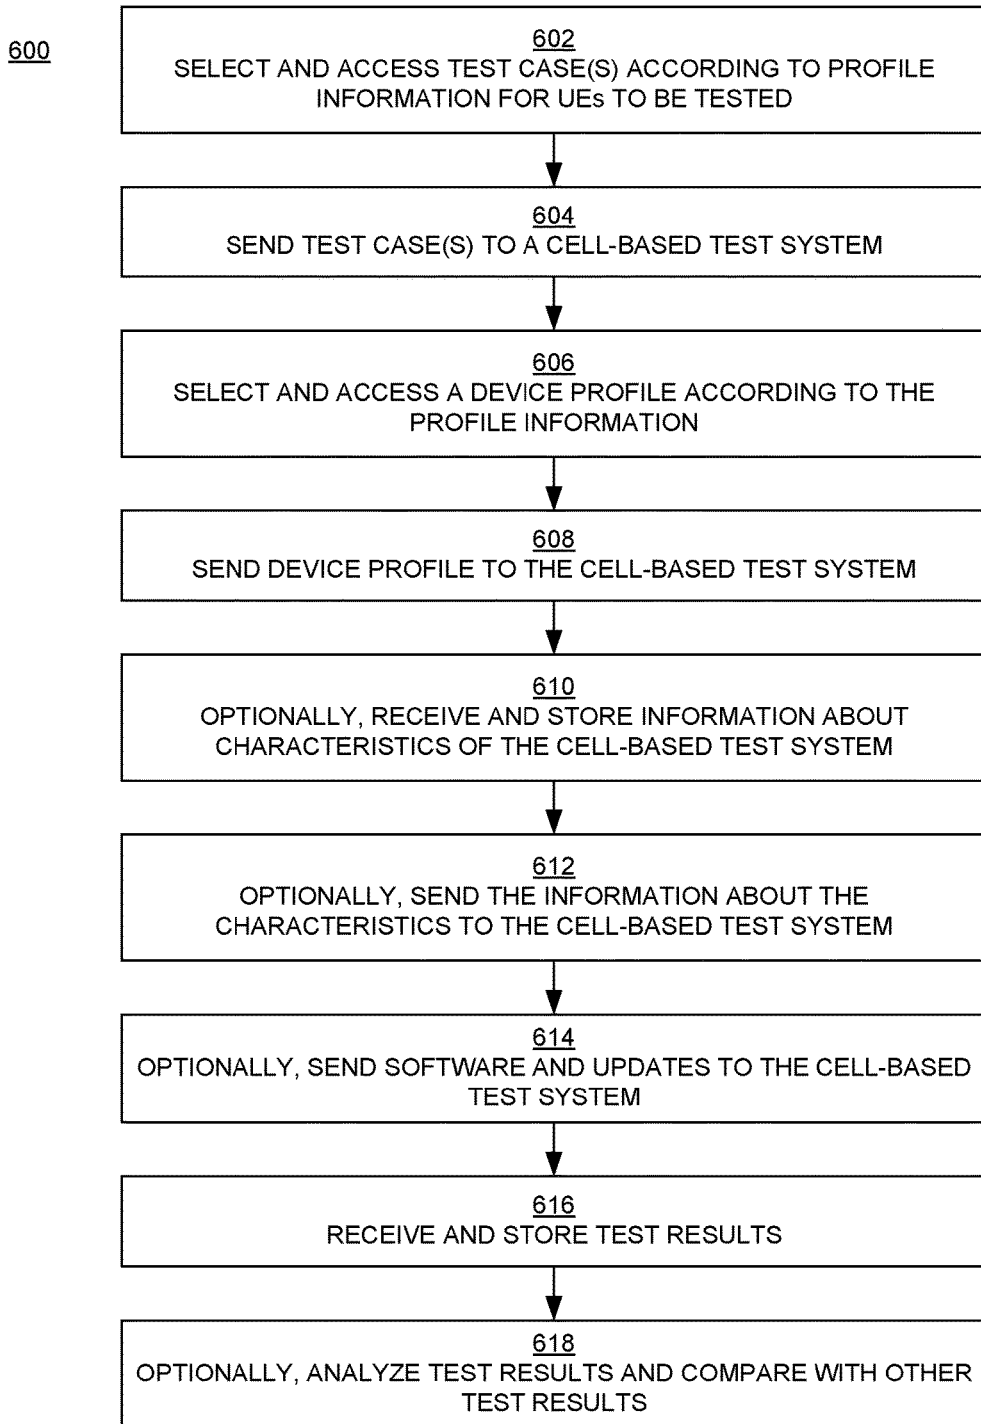 600
602
SELECT AND ACCESS TEST CASE(S) ACCORDING TO PROFILE
INFORMATION FOR UEs TO BE TESTED
604
SEND TEST CASE(S) TO A CELL-BASED TEST SYSTEM
606
SELECT AND ACCESS A DEVICE PROFILE ACCORDING TO THE
PROFILE INFORMATION
608
SEND DEVICE PROFILE TO THE CELL-BASED TEST SYSTEM
610
OPTIONALLY, RECEIVE AND STORE INFORMATION ABOUT
CHARACTERISTICS OF THE CELL-BASED TEST SYSTEM
612
OPTIONALLY, SEND THE INFORMATION ABOUT THE
CHARACTERISTICS TO THE CELL-BASED TEST SYSTEM
614
OPTIONALLY, SEND SOFTWARE AND UPDATES TO THE CELL-BASED
TEST SYSTEM
616
RECEIVE AND STORE TEST RESULTS
618
OPTIONALLY, ANALYZE TEST RESULTS AND COMPARE WITH OTHER
TEST RESULTS